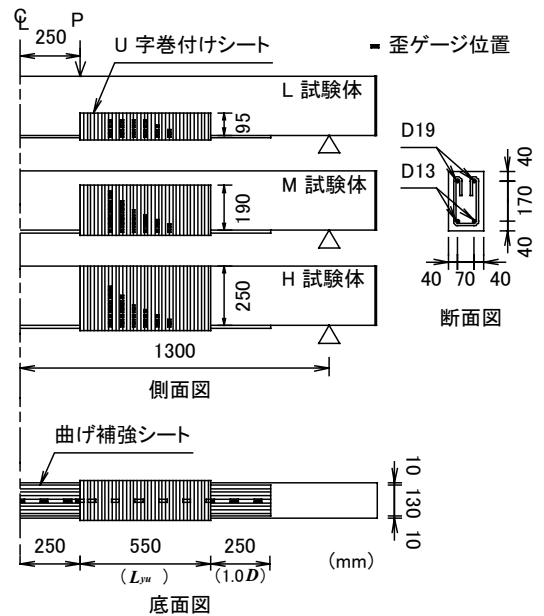 ℄
P
250
U 字巻付けシート
歪ゲージ位置
L 試験体
95
M 試験体
190
H 試験体
250
1300
側面図
D19
D13
40
170
40
40 70 40
断面図
曲げ補強シート
10
130
10
250 550 250 (mm)
(Lyu) (1.0D)
底面図